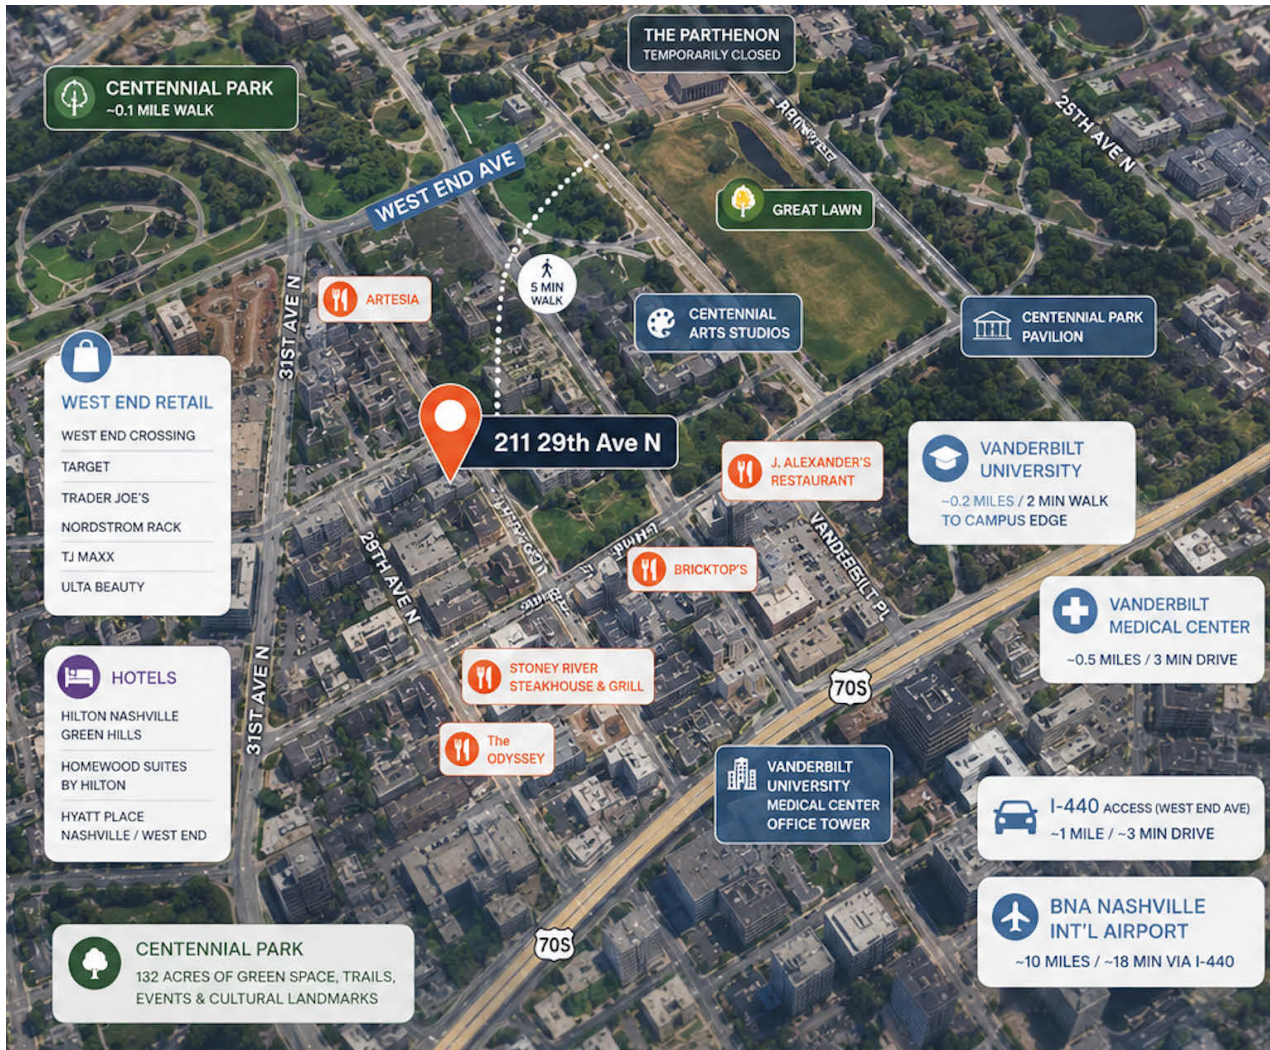 THE PARTHENON
TEMPORARILY CLOSED
CENTENNIAL PARK
~0.1 MILE WALK
25TH AVE N
WEST END AVE
GREAT LAWN
5 MIN
WALK
31ST AVE N
ARTESIA
CENTENNIAL
ARTS STUDIOS
CENTENNIAL PARK
PAVILION
WEST END RETAIL
WEST END CROSSING
TARGET
TRADER JOE'S
NORDSTROM RACK
TJ MAXX
ULTA BEAUTY
211 29th Ave N
J. ALEXANDER'S
RESTAURANT
VANDERBILT
UNIVERSITY
~0.2 MILES / 2 MIN WALK
TO CAMPUS EDGE
VANDERBILT PL
29TH AVE N
BRICKTOP'S
VANDERBILT
MEDICAL CENTER
~0.5 MILES / 3 MIN DRIVE
HOTELS
HILTON NASHVILLE
GREEN HILLS
HOMEWOOD SUITES
BY HILTON
HYATT PLACE
NASHVILLE / WEST END
31ST AVE N
STONEY RIVER
STEAKHOUSE & GRILL
70S
The
ODYSSEY
VANDERBILT
UNIVERSITY
MEDICAL CENTER
OFFICE TOWER
I-440 ACCESS (WEST END AVE)
~1 MILE / ~3 MIN DRIVE
BNA NASHVILLE
INT'L AIRPORT
~10 MILES / ~18 MIN VIA I-440
70S
CENTENNIAL PARK
132 ACRES OF GREEN SPACE, TRAILS,
EVENTS & CULTURAL LANDMARKS